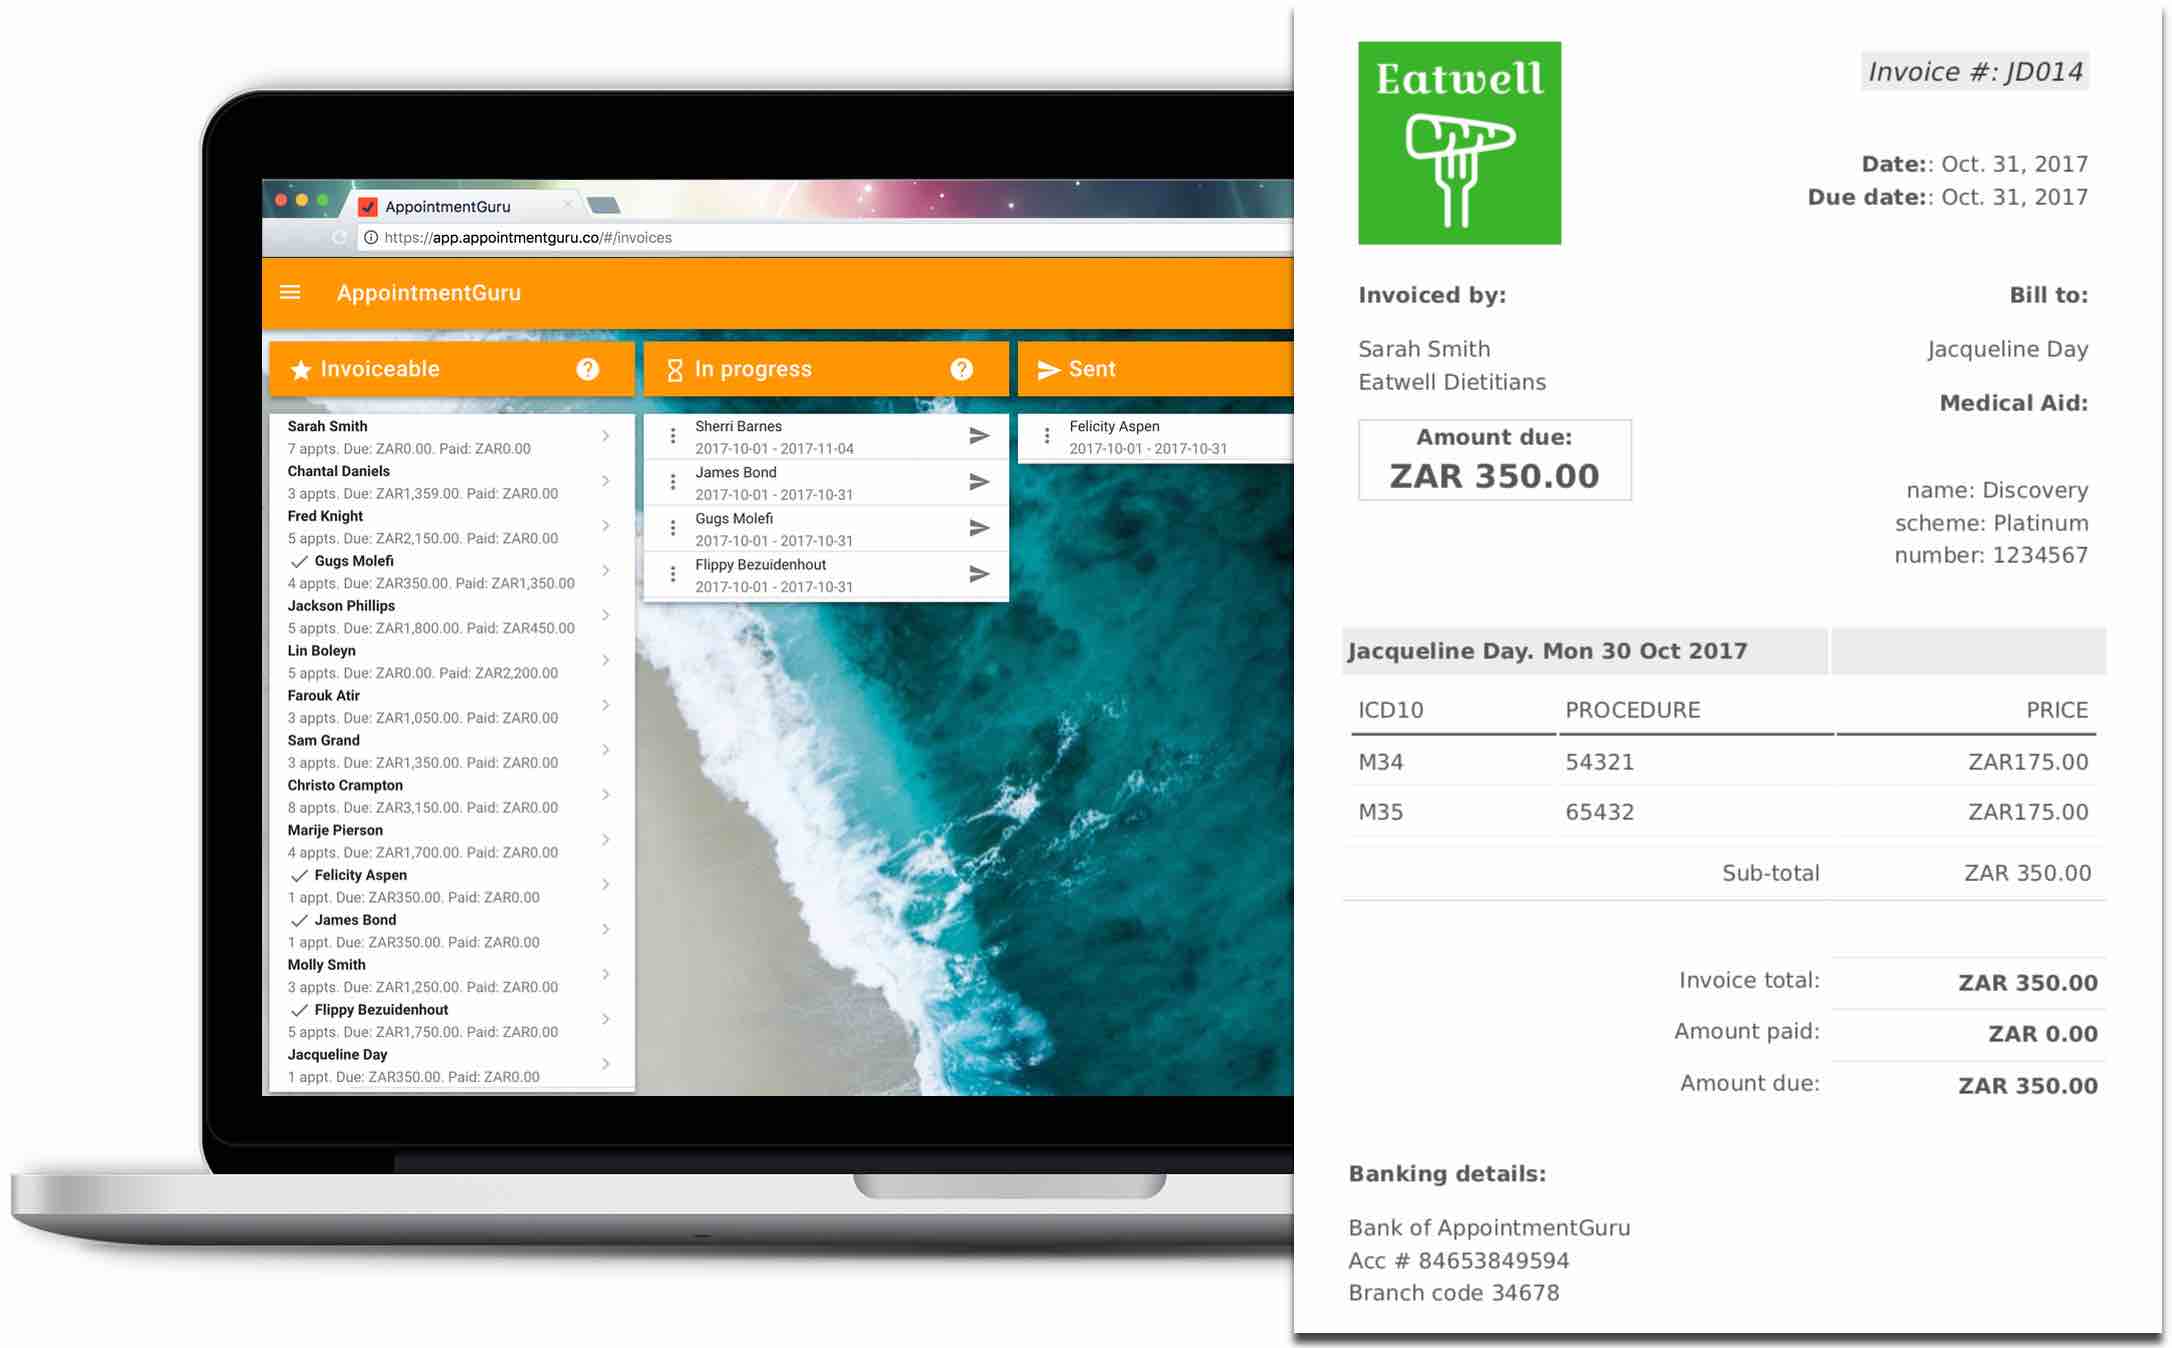 AppointmentGuru
https://app.appointmentguru.co/#/invoices
AppointmentGuru
Invoiceable
Sarah Smith
7 appts. Due: ZAR0.00. Paid: ZAR0.00
Chantal Daniels
3 appts. Due: ZAR1,359.00. Paid: ZAR0.00
Fred Knight
5 appts. Due: ZAR2,150.00. Paid: ZAR0.00
Gugs Molefi
4 appts. Due: ZAR350.00. Paid: ZAR1,350.00
Jackson Phillips
5 appts. Due: ZAR1,800.00. Paid: ZAR450.00
Lin Boleyn
5 appts. Due: ZAR0.00. Paid: ZAR2,200.00
Farouk Atir
3 appts. Due: ZAR1,050.00. Paid: ZAR0.00
Sam Grand
3 appts. Due: ZAR1,350.00. Paid: ZAR0.00
Christo Crampton
8 appts. Due: ZAR3,150.00. Paid: ZAR0.00
Marije Pierson
4 appts. Due: ZAR1,700.00. Paid: ZAR0.00
Felicity Aspen
1 appt. Due: ZAR350.00. Paid: ZAR0.00
James Bond
1 appt. Due: ZAR350.00. Paid: ZAR0.00
Molly Smith
3 appts. Due: ZAR1,250.00. Paid: ZAR0.00
Flippy Bezuidenhout
5 appts. Due: ZAR1,750.00. Paid: ZAR0.00
Jacqueline Day
1 appt. Due: ZAR350.00. Paid: ZAR0.00
In progress
Sherri Barnes
2017-10-01 - 2017-11-04
James Bond
2017-10-01 - 2017-10-31
Gugs Molefi
2017-10-01 - 2017-10-31
Flippy Bezuidenhout
2017-10-01 - 2017-10-31
Sent
Felicity Aspen
2017-10-01 - 2017-10-31
Eatwell
Invoice #: JD014
Date:: Oct. 31, 2017
Due date:: Oct. 31, 2017
Invoiced by:
Sarah Smith
Eatwell Dietitians
Amount due:
ZAR 350.00
Bill to:
Jacqueline Day
Medical Aid:
name: Discovery
scheme: Platinum
number: 1234567
Jacqueline Day. Mon 30 Oct 2017
ICD10 PROCEDURE PRICE
M34 54321 ZAR175.00
M35 65432 ZAR175.00
Sub-total ZAR 350.00
Invoice total: ZAR 350.00
Amount paid: ZAR 0.00
Amount due: ZAR 350.00
Banking details:
Bank of AppointmentGuru
Acc # 84653849594
Branch code 34678